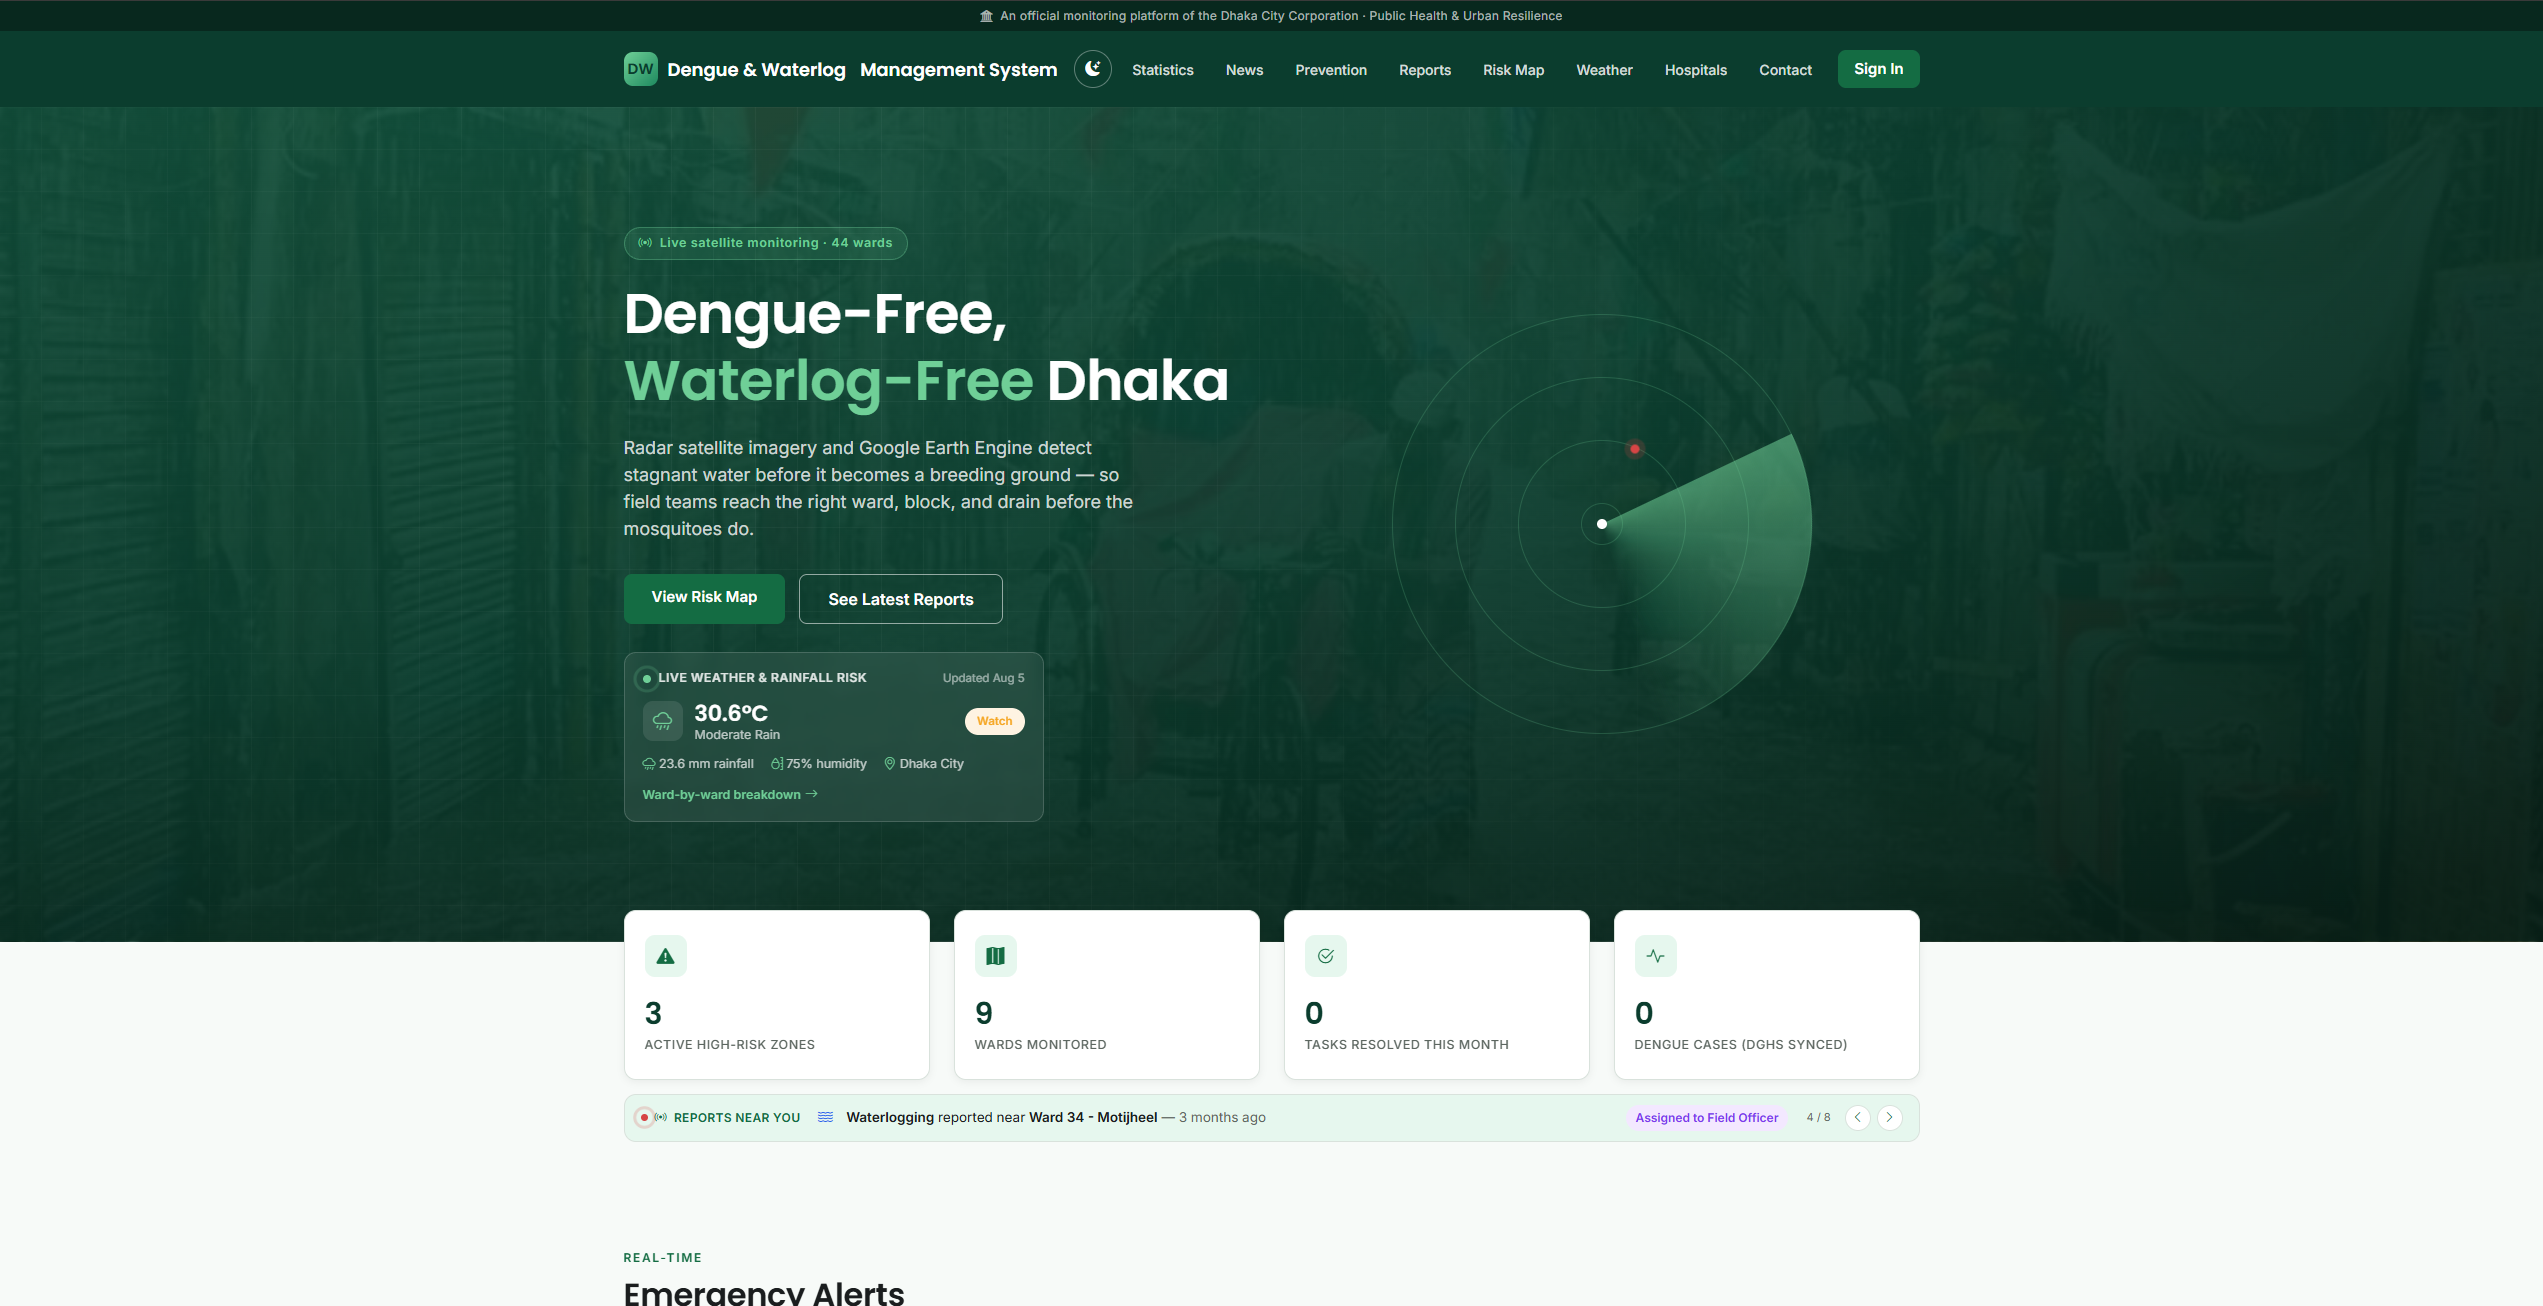 An official monitoring platform of the Dhaka City Corporation · Public Health & Urban Resilience
DW Dengue & Waterlog Management System Statistics News Prevention Reports Risk Map Weather Hospitals Contact Sign In
Live satellite monitoring · 44 wards
Dengue-Free,
Waterlog-Free Dhaka
Radar satellite imagery and Google Earth Engine detect
stagnant water before it becomes a breeding ground — so
field teams reach the right ward, block, and drain before the
mosquitoes do.
View Risk Map See Latest Reports
LIVE WEATHER & RAINFALL RISK Updated Aug 5
30.6°C
Moderate Rain
Watch
23.6 mm rainfall 75% humidity Dhaka City
Ward-by-ward breakdown →
3
ACTIVE HIGH-RISK ZONES
9
WARDS MONITORED
0
TASKS RESOLVED THIS MONTH
0
DENGUE CASES (DGHS SYNCED)
REPORTS NEAR YOU Waterlogging reported near Ward 34 - Motijheel — 3 months ago Assigned to Field Officer 4 / 8
REAL-TIME
Emergency Alerts